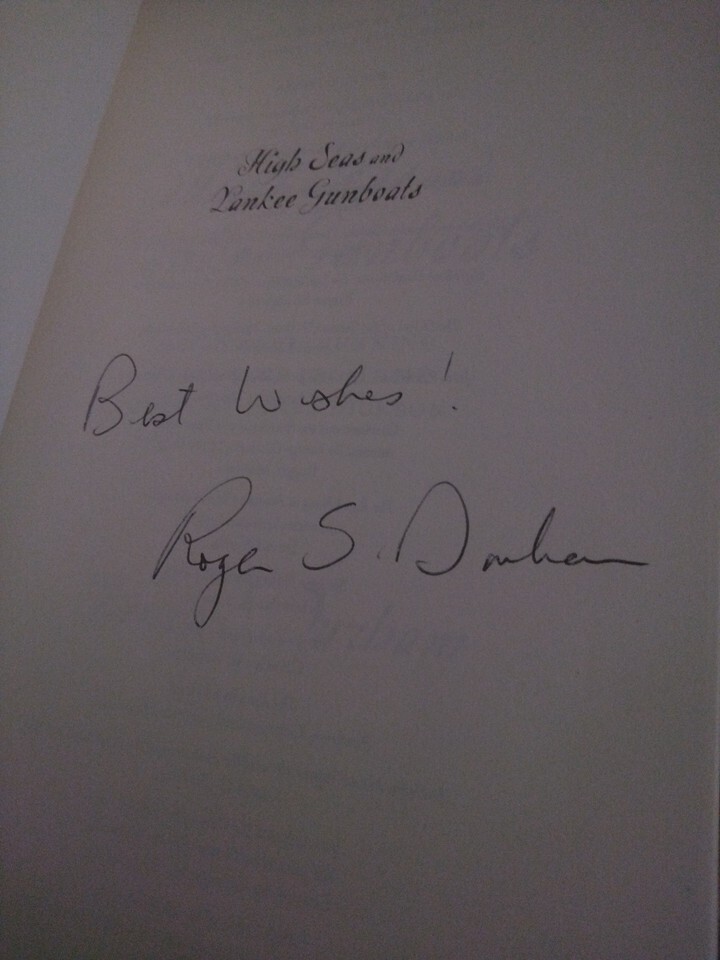 High Seas and
Yankee Gunboats
Best Wishes!
Roger S. Durham